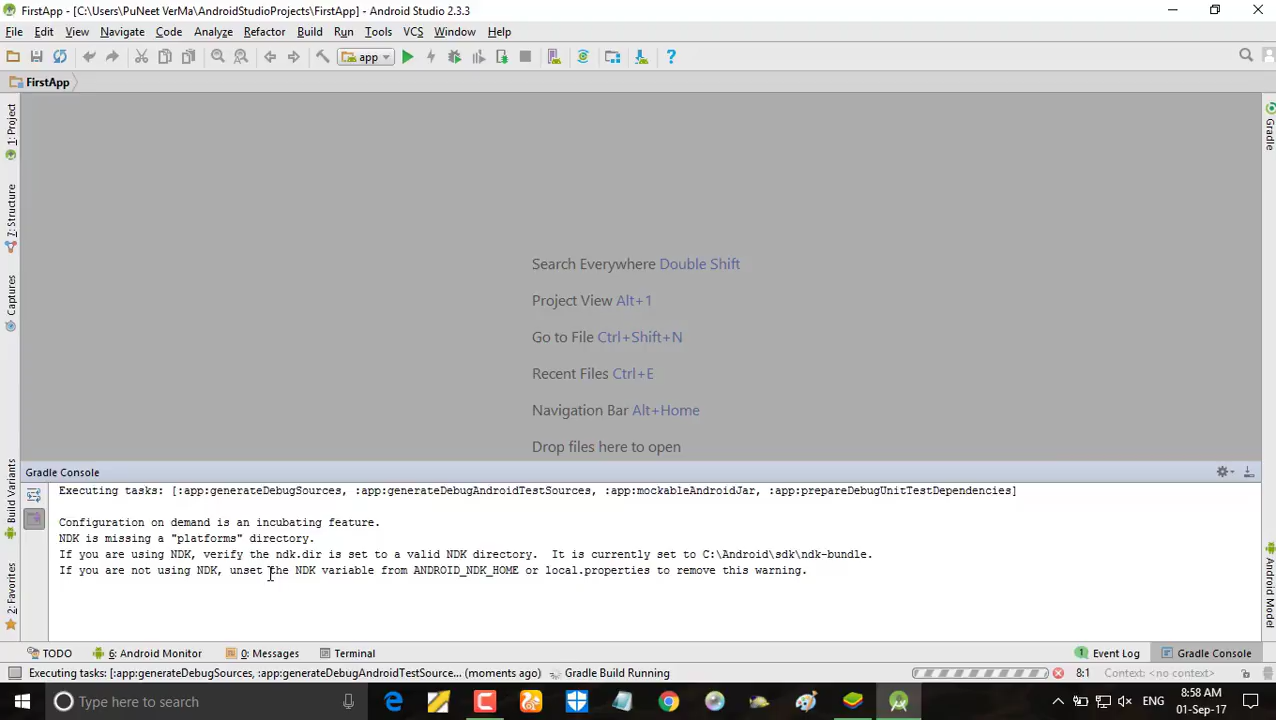 FirstApp - [C:\Users\PuNeet VerMa\AndroidStudioProjects\FirstApp] - Android Studio 2.3.3
File Edit View Navigate Code Analyze Refactor Build Run Tools VCS Window Help
app
FirstApp
1: Project
7: Structure
Captures
Build Variants
2: Favorites
Gradle
Android Model
Search Everywhere Double Shift
Project View Alt+1
Go to File Ctrl+Shift+N
Recent Files Ctrl+E
Navigation Bar Alt+Home
Drop files here to open
Gradle Console
Executing tasks: [:app:generateDebugSources, :app:generateDebugAndroidTestSources, :app:mockableAndroidJar, :app:prepareDebugUnitTestDependencies]
Configuration on demand is an incubating feature.
NDK is missing a "platforms" directory.
If you are using NDK, verify the ndk.dir is set to a valid NDK directory.  It is currently set to C:\Android\sdk\ndk-bundle.
If you are not using NDK, unset the NDK variable from ANDROID_NDK_HOME or local.properties to remove this warning.
TODO 6: Android Monitor 0: Messages Terminal 1 Event Log Gradle Console
Executing tasks: [:app:generateDebugSources, :app:generateDebugAndroidTestSource... (moments ago) Gradle Build Running 8:1 Context: <no context>
Type here to search ENG 8:58 AM
01-Sep-17